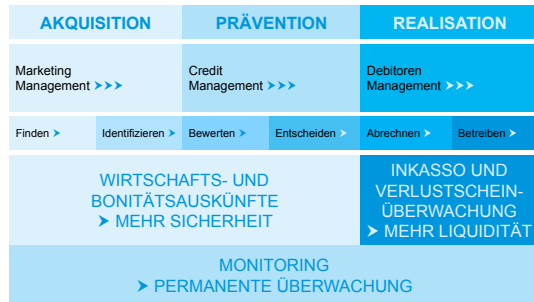 AKQUISITION PRÄVENTION REALISATION
Marketing
Management >>>
Credit
Management >>>
Debitoren
Management >>>
Finden > Identifizieren > Bewerten > Entscheiden > Abrechnen > Betreiben >
WIRTSCHAFTS- UND
BONITÄTSAUSKÜNFTE
➤ MEHR SICHERHEIT
INKASSO UND
VERLUSTSCHEIN-
ÜBERWACHUNG
➤ MEHR LIQUIDITÄT
MONITORING
➤ PERMANENTE ÜBERWACHUNG